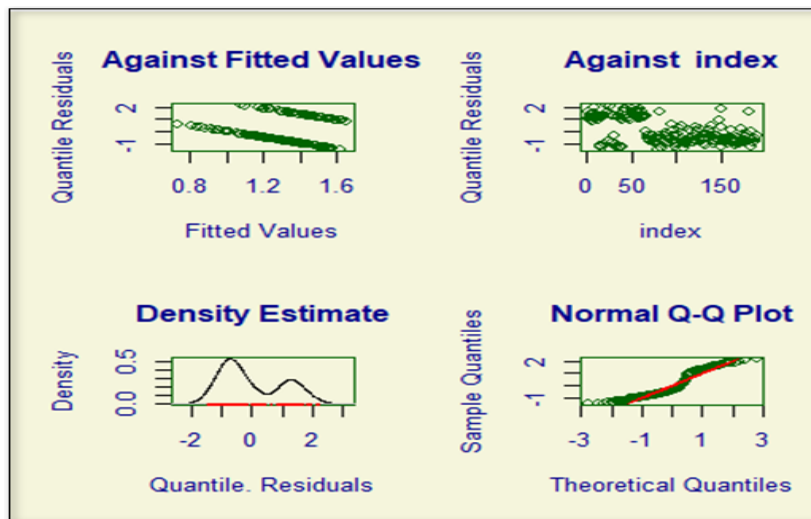 Against Fitted Values
Quantile Residuals
2
-1
0.8 1.2 1.6
Fitted Values
Against index
Quantile Residuals
2
-1
0 50 150
index
Density Estimate
Density
0.5
0.0
-2 0 2
Quantile. Residuals
Normal Q-Q Plot
Sample Quantiles
2
-1
-3 -1 1 3
Theoretical Quantiles